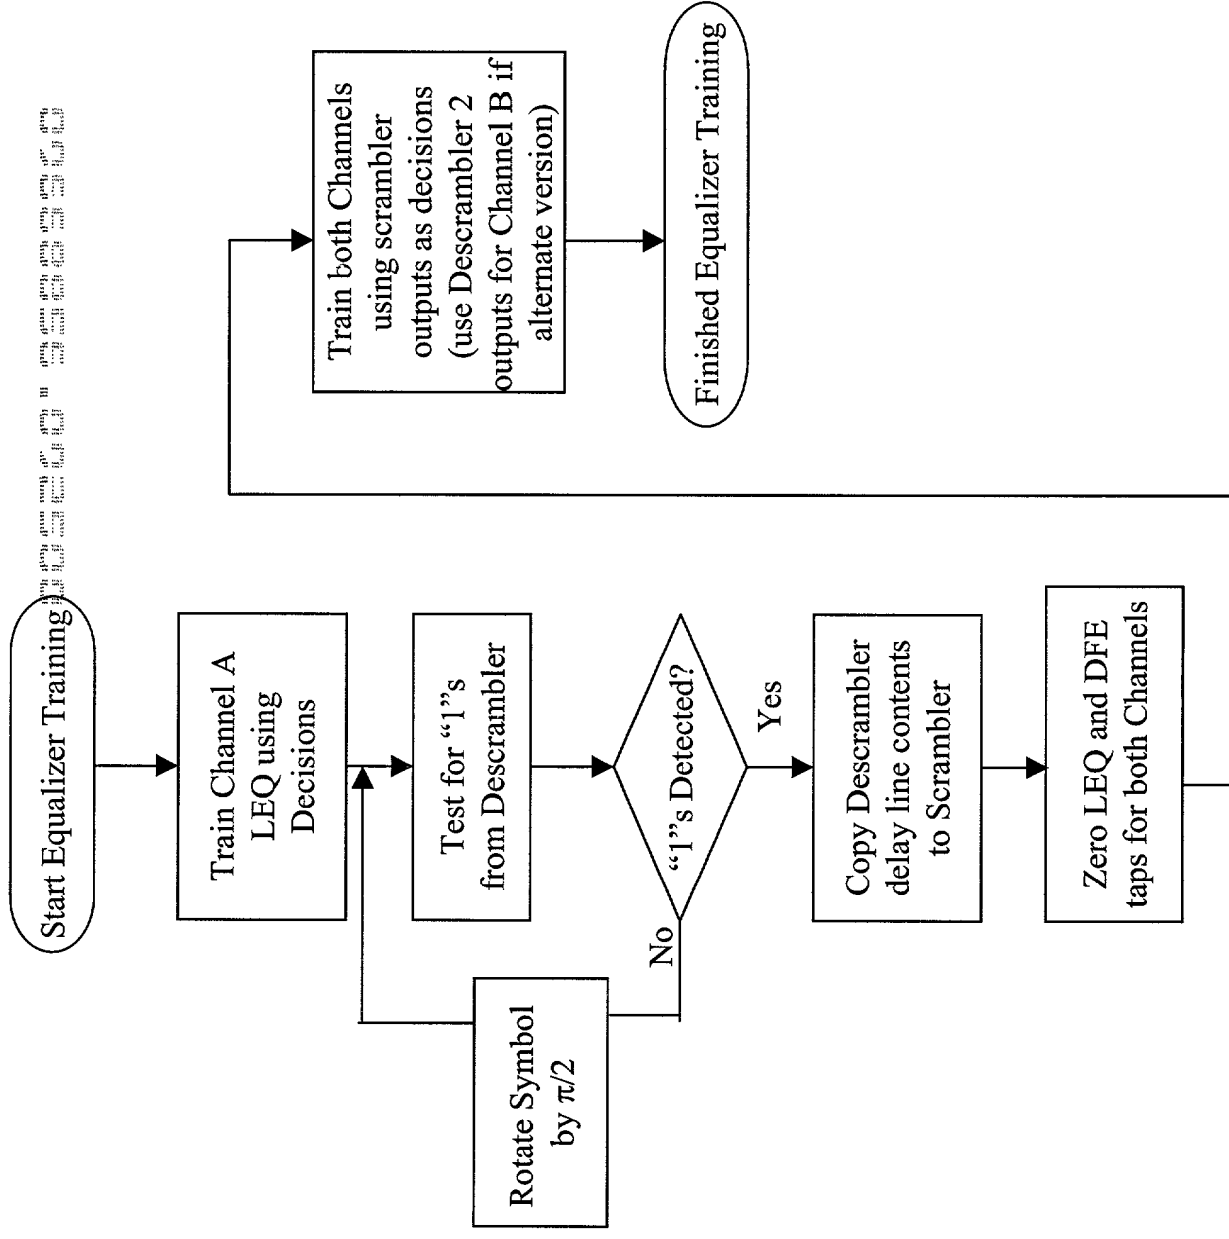 Start Equalizer Training
Train Channel A
LEQ using
Decisions
Test for “1”s
from Descrambler
“1”s Detected?
No
Rotate Symbol
by π/2
Yes
Copy Descrambler
delay line contents
to Scrambler
Zero LEQ and DFE
taps for both Channels
Train both Channels
using scrambler
outputs as decisions
(use Descrambler 2
outputs for Channel B if
alternate version)
Finished Equalizer Training